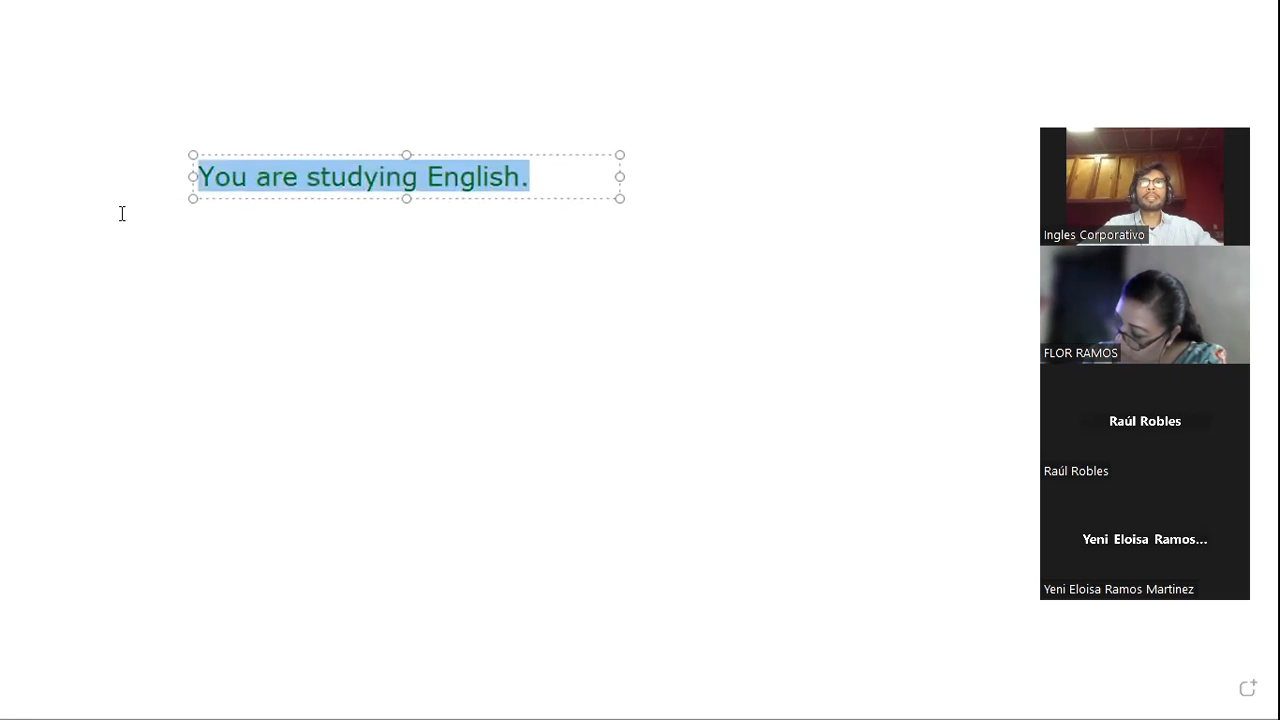 You are studying English.
Ingles Corporativo
FLOR RAMOS
Raúl Robles
Raúl Robles
Yeni Eloisa Ramos...
Yeni Eloisa Ramos Martinez